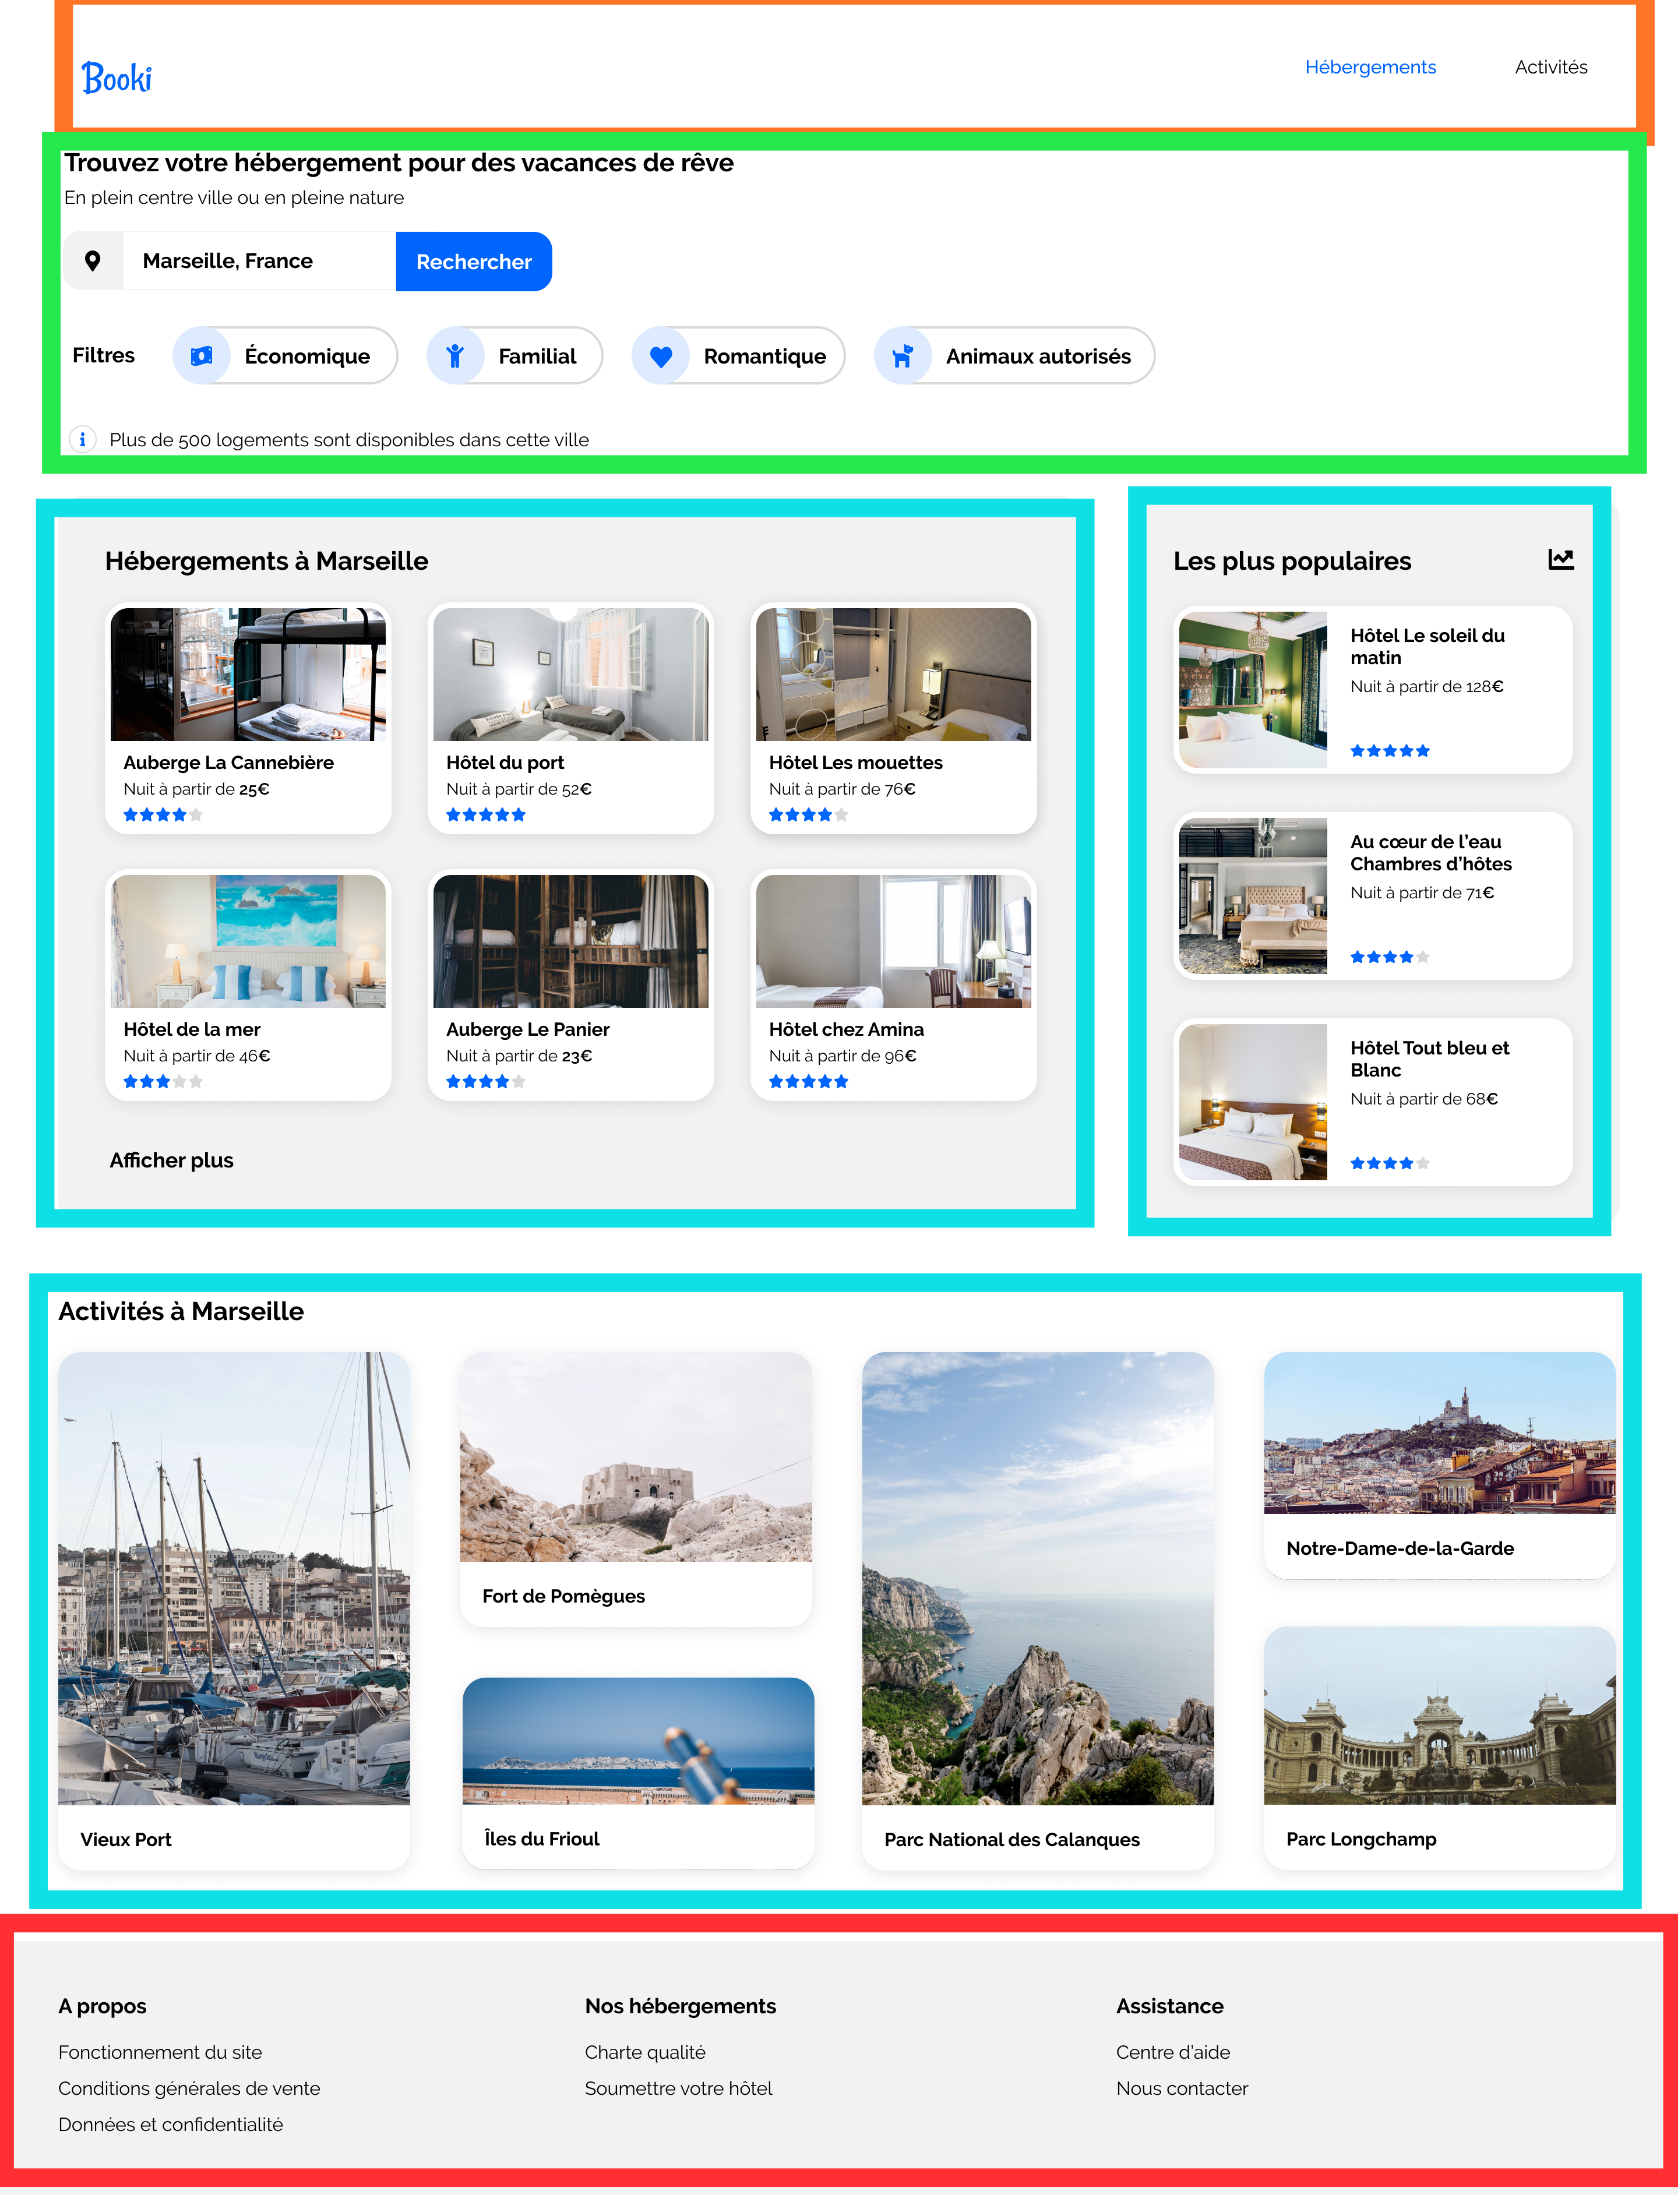 Booki
Hébergements
Activités
Trouvez votre hébergement pour des vacances de rêve
En plein centre ville ou en pleine nature
Marseille, France
Rechercher
Filtres
Économique
Familial
Romantique
Animaux autorisés
Plus de 500 logements sont disponibles dans cette ville
Hébergements à Marseille
Auberge La Cannebière
Nuit à partir de 25€
Hôtel du port
Nuit à partir de 52€
Hôtel Les mouettes
Nuit à partir de 76€
Hôtel de la mer
Nuit à partir de 46€
Auberge Le Panier
Nuit à partir de 23€
Hôtel chez Amina
Nuit à partir de 96€
Afficher plus
Les plus populaires
Hôtel Le soleil du
matin
Nuit à partir de 128€
Au cœur de l’eau
Chambres d’hôtes
Nuit à partir de 71€
Hôtel Tout bleu et
Blanc
Nuit à partir de 68€
Activités à Marseille
Vieux Port
Fort de Pomègues
Îles du Frioul
Parc National des Calanques
Notre-Dame-de-la-Garde
Parc Longchamp
A propos
Fonctionnement du site
Conditions générales de vente
Données et confidentialité
Nos hébergements
Charte qualité
Soumettre votre hôtel
Assistance
Centre d'aide
Nous contacter